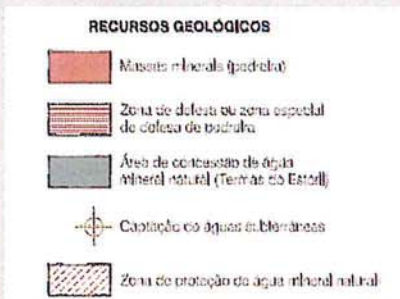 RECURSOS GEOLÓGICOS
Massas minerais (pedreira)
Zona de defesa ou zona especial
de defesa de pedreira
Área de concessão de água
mineral natural (Termas do Estoril)
Captação de águas subterrâneas
Zona de proteção de água mineral natural